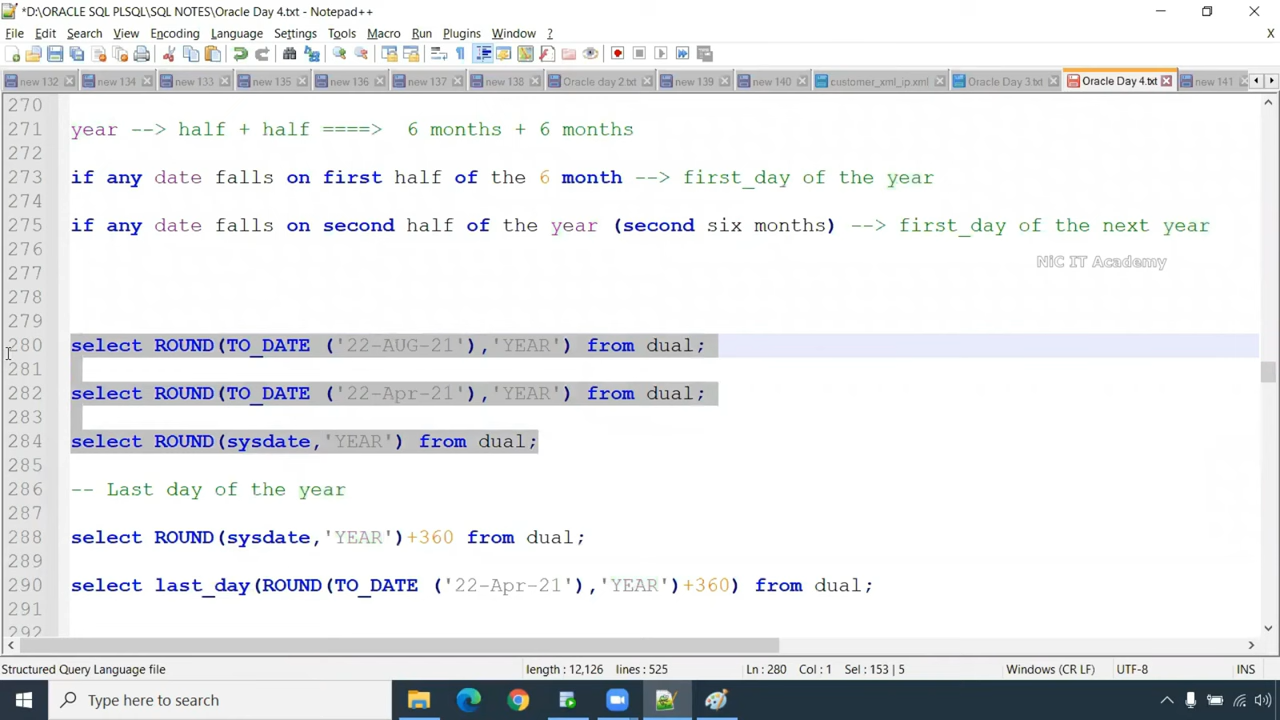 *D:\ORACLE SQL PLSQL\SQL NOTES\Oracle Day 4.txt - Notepad++
File Edit Search View Encoding Language Settings Tools Macro Run Plugins Window ?
X
new 132 new 134 new 133 new 135 new 136 new 137 new 138 Oracle day 2.txt new 139 new 140 customer_xml_ip.xml Oracle Day 3.txt Oracle Day 4.txt new 141
270
271 year --> half + half ====> 6 months + 6 months
272
273 if any date falls on first half of the 6 month --> first_day of the year
274
275 if any date falls on second half of the year (second six months) --> first_day of the next year
276
NiC IT Academy
277
278
279
280 select ROUND(TO_DATE ('22-AUG-21'),'YEAR') from dual;
281
282 select ROUND(TO_DATE ('22-Apr-21'),'YEAR') from dual;
283
284 select ROUND(sysdate,'YEAR') from dual;
285
286 -- Last day of the year
287
288 select ROUND(sysdate,'YEAR')+360 from dual;
289
290 select last_day(ROUND(TO_DATE ('22-Apr-21'),'YEAR')+360) from dual;
291
292
Structured Query Language file length : 12,126 lines : 525 Ln : 280 Col : 1 Sel : 153 | 5 Windows (CR LF) UTF-8 INS
Type here to search